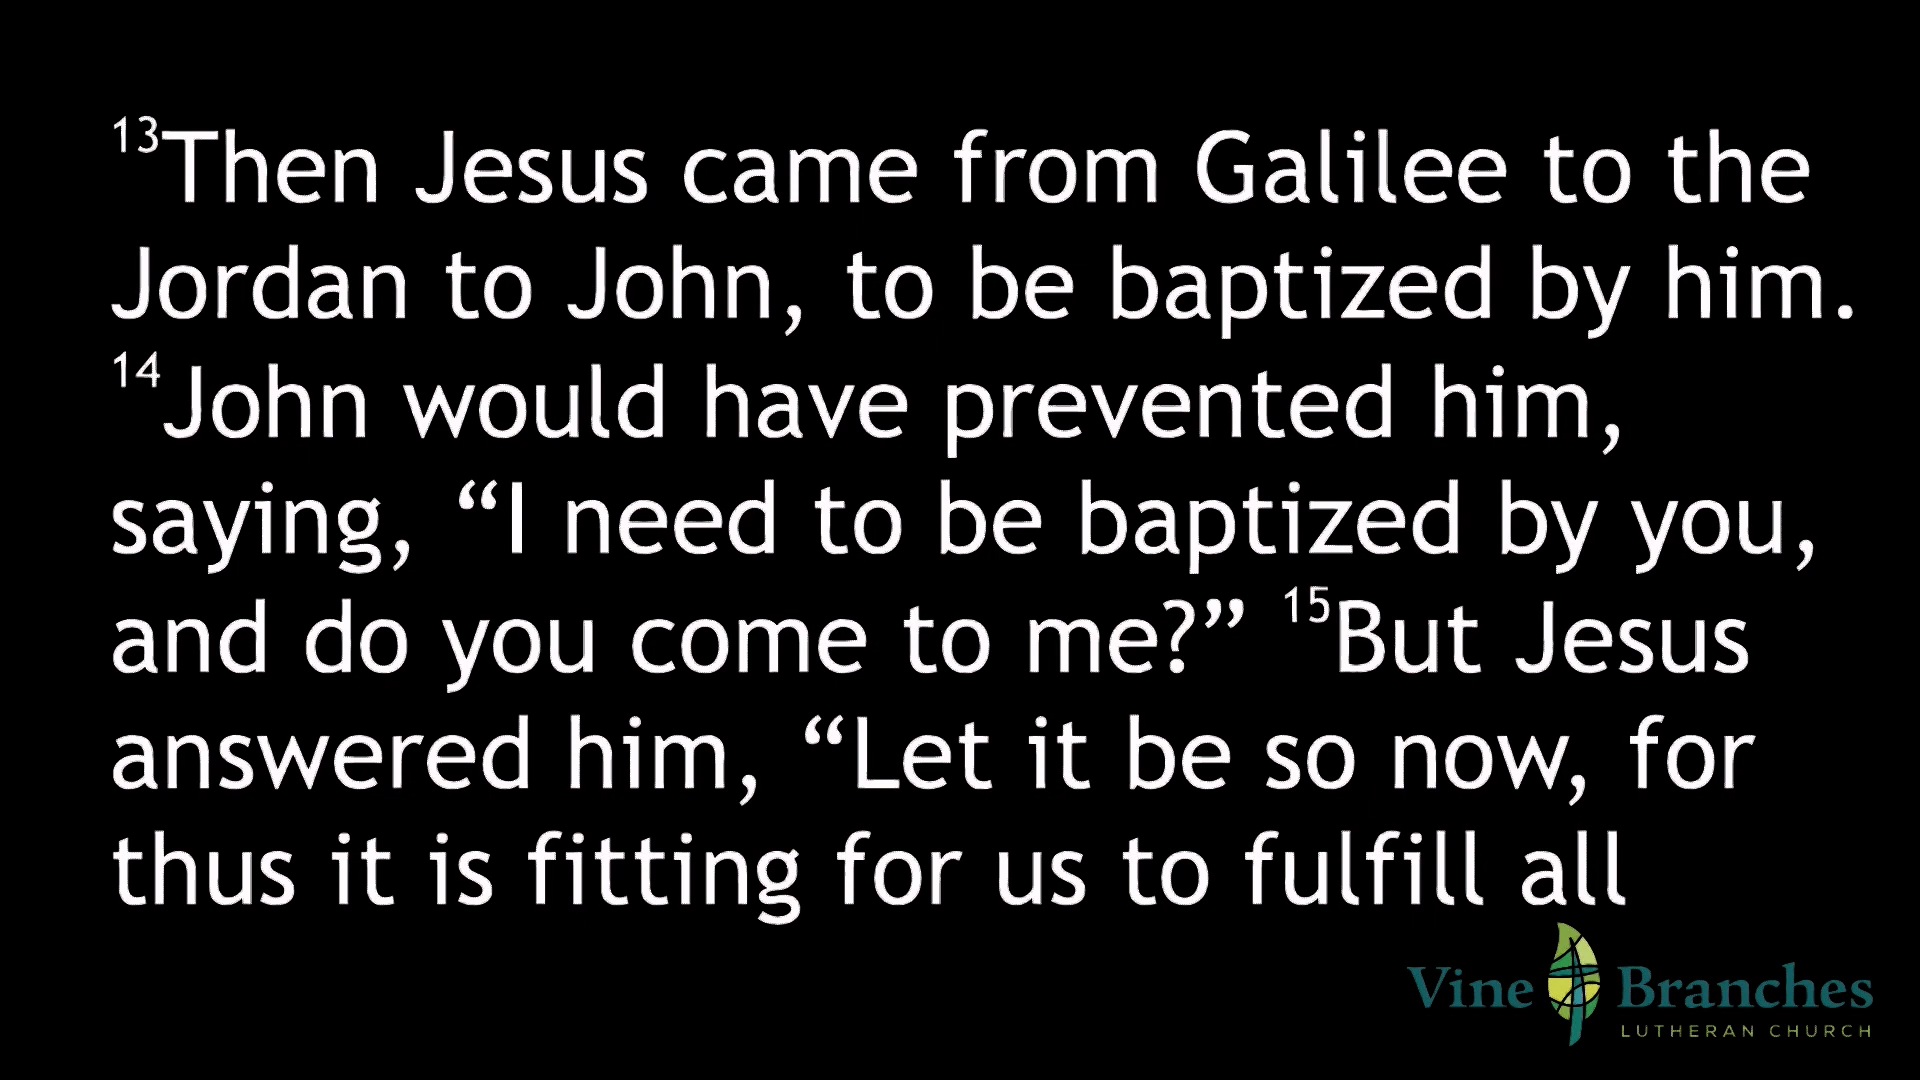 13Then Jesus came from Galilee to the
Jordan to John, to be baptized by him.
14John would have prevented him,
saying, “I need to be baptized by you,
and do you come to me?” 15But Jesus
answered him, “Let it be so now, for
thus it is fitting for us to fulfill all
Vine Branches
LUTHERAN CHURCH